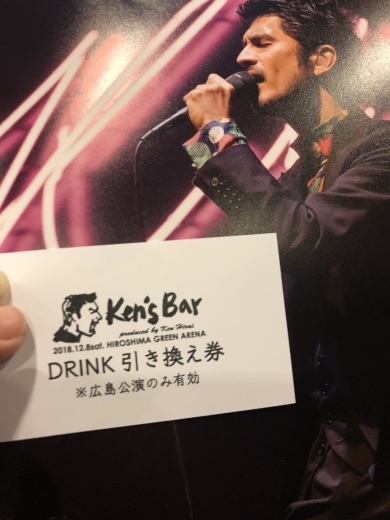 Ken's Bar
produced by Ken Hirai
2018.12.8sat. HIROSHIMA GREEN ARENA
DRINK 引き換え券
※広島公演のみ有効